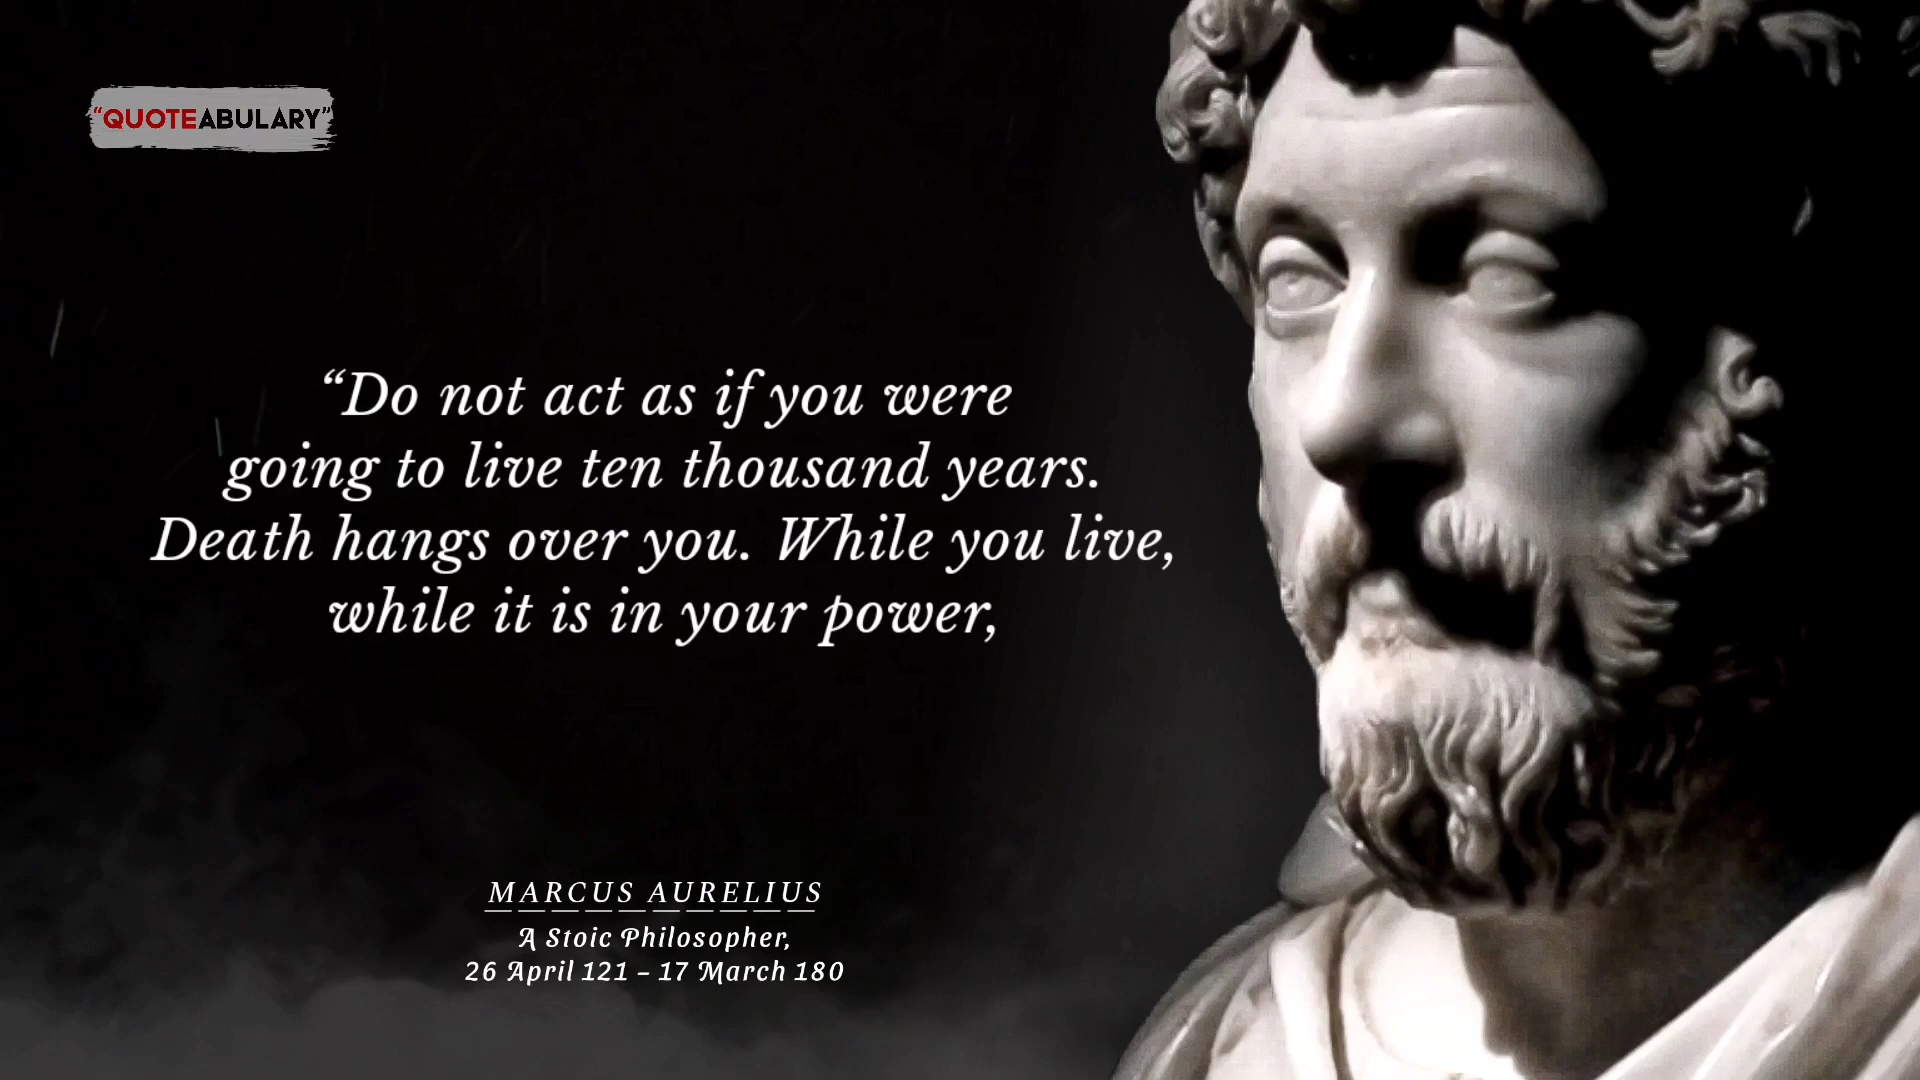 “QUOTEABULARY”
“Do not act as if you were
going to live ten thousand years.
Death hangs over you. While you live,
while it is in your power,
MARCUS AURELIUS
A Stoic Philosopher,
26 April 121 – 17 March 180